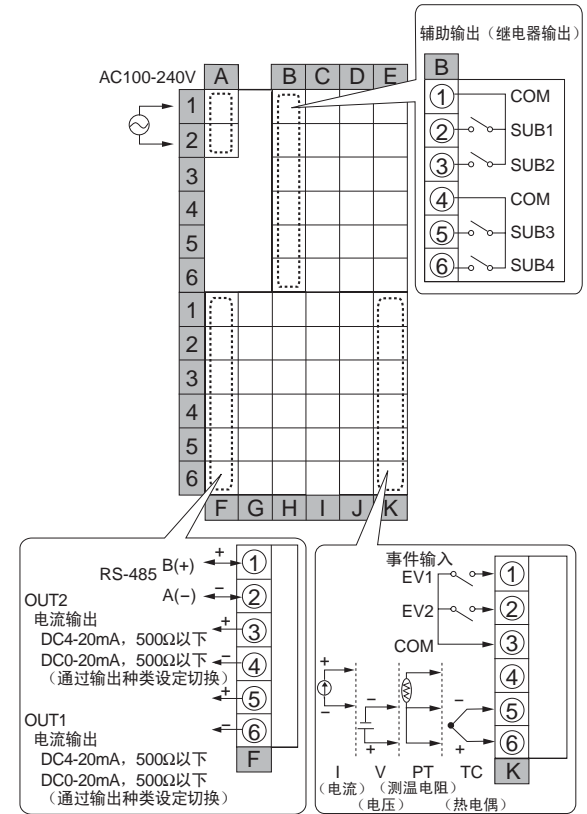 辅助输出（继电器输出）
B
① COM
② SUB1
③ SUB2
④ COM
⑤ SUB3
⑥ SUB4
AC100-240V A B C D E
1
2
3
4
5
6
1
2
3
4
5
6
F G H I J K
RS-485 B(+) + ①
A(−) − ②
OUT2
电流输出 + ③
DC4-20mA，500Ω以下
DC0-20mA，500Ω以下 − ④
（通过输出种类设定切换）
+ ⑤
OUT1 − ⑥
电流输出 F
DC4-20mA，500Ω以下
DC0-20mA，500Ω以下
（通过输出种类设定切换）
事件输入
EV1 ①
EV2 ②
COM ③
④
+ − − − ⑤
+ + ⑥
I V PT TC K
（电流）（测温电阻）
（电压）（热电偶）